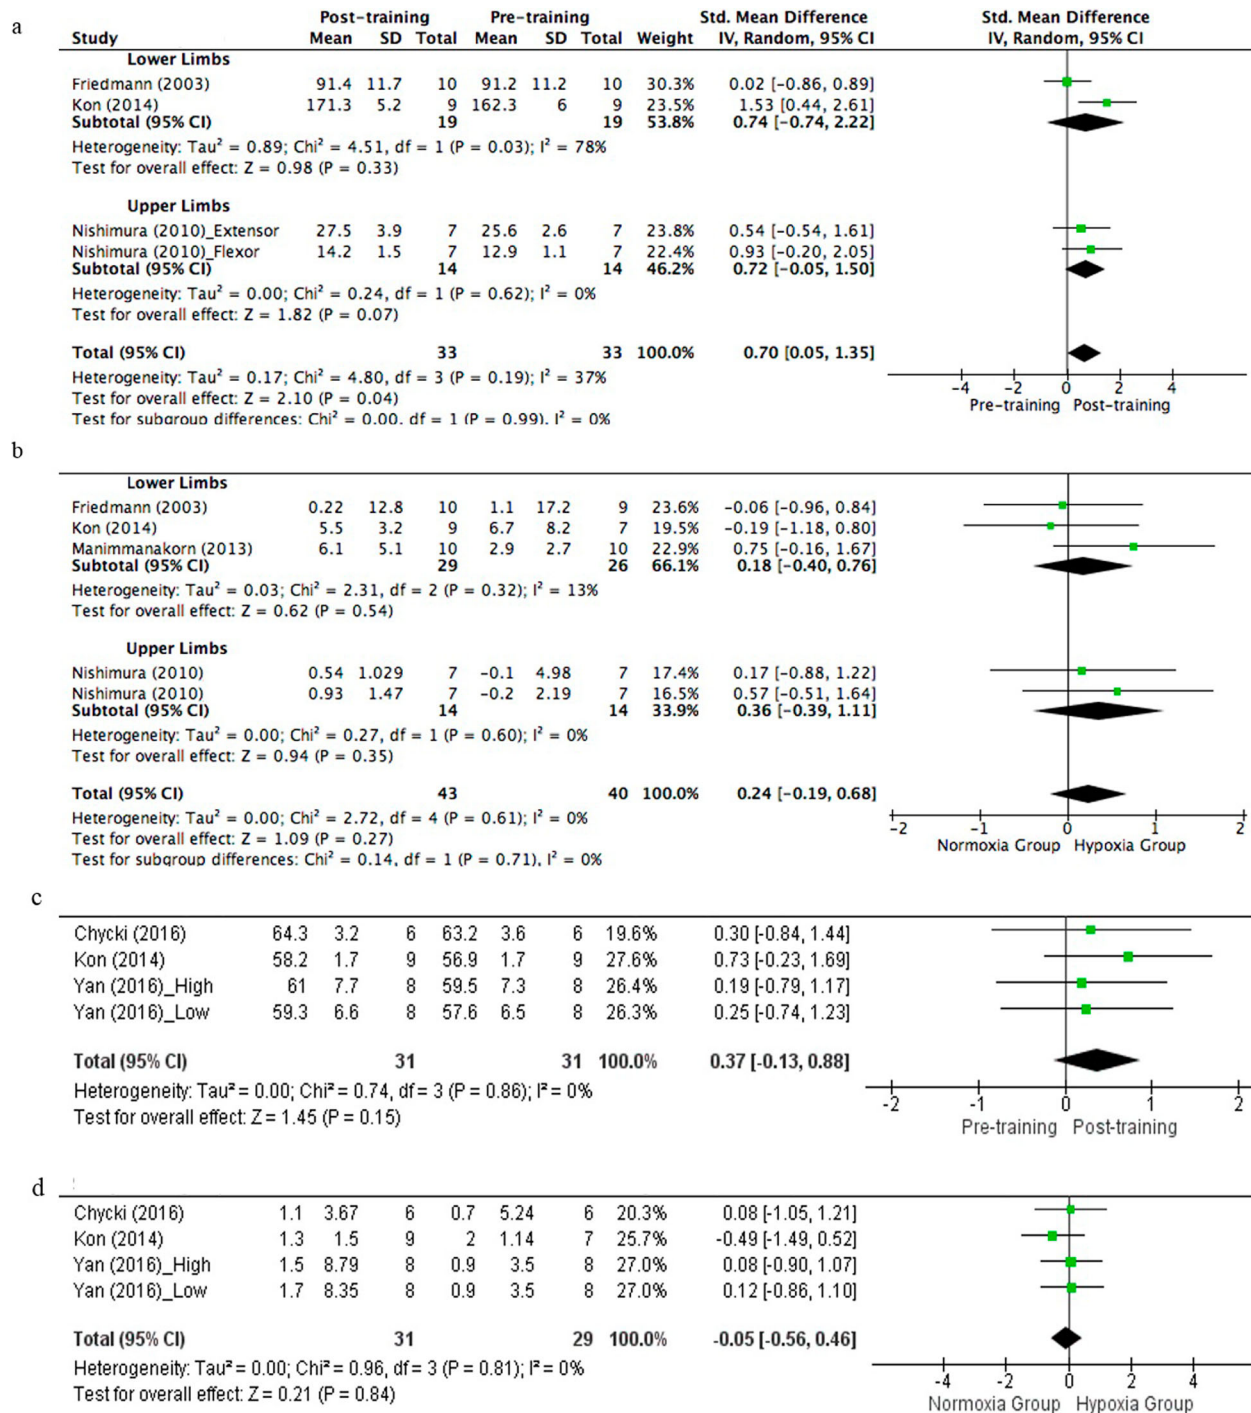 a
Post-training Pre-training Std. Mean Difference Std. Mean Difference
Study Mean SD Total Mean SD Total Weight IV, Random, 95% CI IV, Random, 95% CI
Lower Limbs
Friedmann (2003) 91.4 11.7 10 91.2 11.2 10 30.3% 0.02 [-0.86, 0.89]
Kon (2014) 171.3 5.2 9 162.3 6 9 23.5% 1.53 [0.44, 2.61]
Subtotal (95% CI) 19 19 53.8% 0.74 [-0.74, 2.22]
Heterogeneity: Tau² = 0.89; Chi² = 4.51, df = 1 (P = 0.03); I² = 78%
Test for overall effect: Z = 0.98 (P = 0.33)
Upper Limbs
Nishimura (2010)_Extensor 27.5 3.9 7 25.6 2.6 7 23.8% 0.54 [-0.54, 1.61]
Nishimura (2010)_Flexor 14.2 1.5 7 12.9 1.1 7 22.4% 0.93 [-0.20, 2.05]
Subtotal (95% CI) 14 14 46.2% 0.72 [-0.05, 1.50]
Heterogeneity: Tau² = 0.00; Chi² = 0.24, df = 1 (P = 0.62); I² = 0%
Test for overall effect: Z = 1.82 (P = 0.07)
Total (95% CI) 33 33 100.0% 0.70 [0.05, 1.35]
Heterogeneity: Tau² = 0.17; Chi² = 4.80, df = 3 (P = 0.19); I² = 37%
-4 -2 0 2 4
Test for overall effect: Z = 2.10 (P = 0.04)
Pre-training Post-training
Test for subgroup differences: Chi² = 0.00, df = 1 (P = 0.99), I² = 0%
b
Lower Limbs
Friedmann (2003) 0.22 12.8 10 1.1 17.2 9 23.6% -0.06 [-0.96, 0.84]
Kon (2014) 5.5 3.2 9 6.7 8.2 7 19.5% -0.19 [-1.18, 0.80]
Manimmanakorn (2013) 6.1 5.1 10 2.9 2.7 10 22.9% 0.75 [-0.16, 1.67]
Subtotal (95% CI) 29 26 66.1% 0.18 [-0.40, 0.76]
Heterogeneity: Tau² = 0.03; Chi² = 2.31, df = 2 (P = 0.32); I² = 13%
Test for overall effect: Z = 0.62 (P = 0.54)
Upper Limbs
Nishimura (2010) 0.54 1.029 7 -0.1 4.98 7 17.4% 0.17 [-0.88, 1.22]
Nishimura (2010) 0.93 1.47 7 -0.2 2.19 7 16.5% 0.57 [-0.51, 1.64]
Subtotal (95% CI) 14 14 33.9% 0.36 [-0.39, 1.11]
Heterogeneity: Tau² = 0.00; Chi² = 0.27, df = 1 (P = 0.60); I² = 0%
Test for overall effect: Z = 0.94 (P = 0.35)
Total (95% CI) 43 40 100.0% 0.24 [-0.19, 0.68]
Heterogeneity: Tau² = 0.00; Chi² = 2.72, df = 4 (P = 0.61); I² = 0%
-2 -1 0 1 2
Test for overall effect: Z = 1.09 (P = 0.27)
Normoxia Group Hypoxia Group
Test for subgroup differences: Chi² = 0.14, df = 1 (P = 0.71), I² = 0%
c
Chycki (2016) 64.3 3.2 6 63.2 3.6 6 19.6% 0.30 [-0.84, 1.44]
Kon (2014) 58.2 1.7 9 56.9 1.7 9 27.6% 0.73 [-0.23, 1.69]
Yan (2016)_High 61 7.7 8 59.5 7.3 8 26.4% 0.19 [-0.79, 1.17]
Yan (2016)_Low 59.3 6.6 8 57.6 6.5 8 26.3% 0.25 [-0.74, 1.23]
Total (95% CI) 31 31 100.0% 0.37 [-0.13, 0.88]
Heterogeneity: Tau² = 0.00; Chi² = 0.74, df = 3 (P = 0.86); I² = 0%
-2 -1 0 1 2
Test for overall effect: Z = 1.45 (P = 0.15)
Pre-training Post-training
d
Chycki (2016) 1.1 3.67 6 0.7 5.24 6 20.3% 0.08 [-1.05, 1.21]
Kon (2014) 1.3 1.5 9 2 1.14 7 25.7% -0.49 [-1.49, 0.52]
Yan (2016)_High 1.5 8.79 8 0.9 3.5 8 27.0% 0.08 [-0.90, 1.07]
Yan (2016)_Low 1.7 8.35 8 0.9 3.5 8 27.0% 0.12 [-0.86, 1.10]
Total (95% CI) 31 29 100.0% -0.05 [-0.56, 0.46]
Heterogeneity: Tau² = 0.00; Chi² = 0.96, df = 3 (P = 0.81); I² = 0%
-4 -2 0 2 4
Test for overall effect: Z = 0.21 (P = 0.84)
Normoxia Group Hypoxia Group